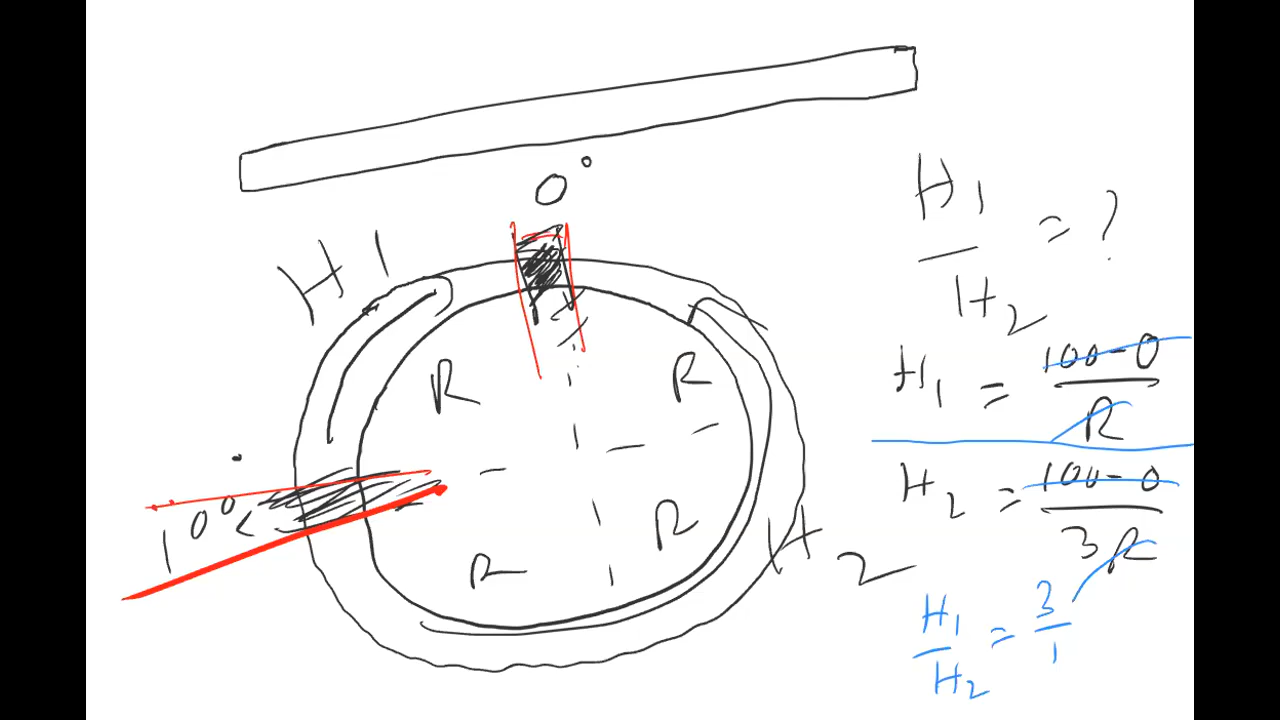 0°
H1
H1
/
H2 = ?
R
R
H1 = 100-0
/
R
100<
H2 = 100-0
/
3R
R
R
H2
H1
/
H2 = 3
/
1